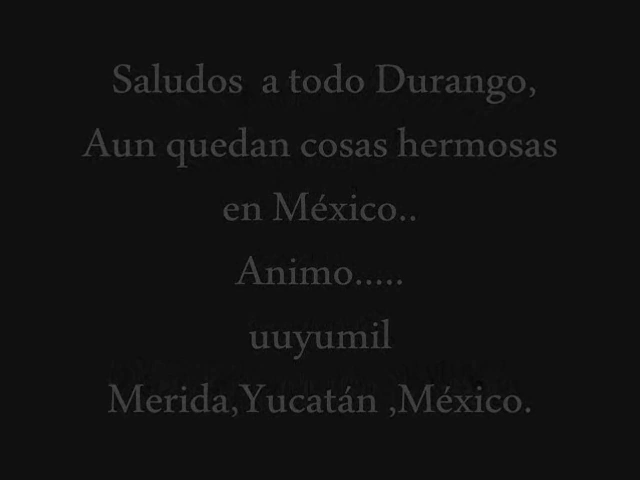 Saludos  a todo Durango,
Aun quedan cosas hermosas
en México..
Animo.....
uuyumil
Merida,Yucatán ,México.